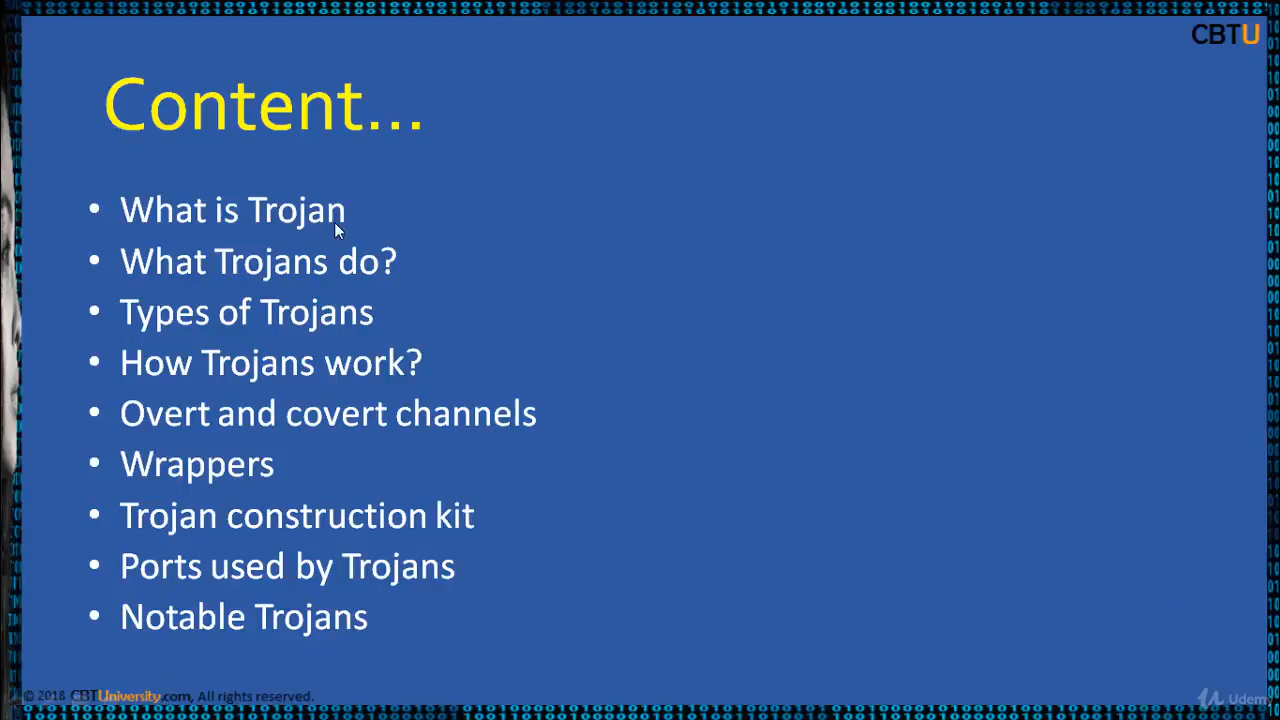 CBTU
Content...
• What is Trojan
• What Trojans do?
• Types of Trojans
• How Trojans work?
• Overt and covert channels
• Wrappers
• Trojan construction kit
• Ports used by Trojans
• Notable Trojans
© 2018 CBTUniversity.com, All rights reserved.
Udemy